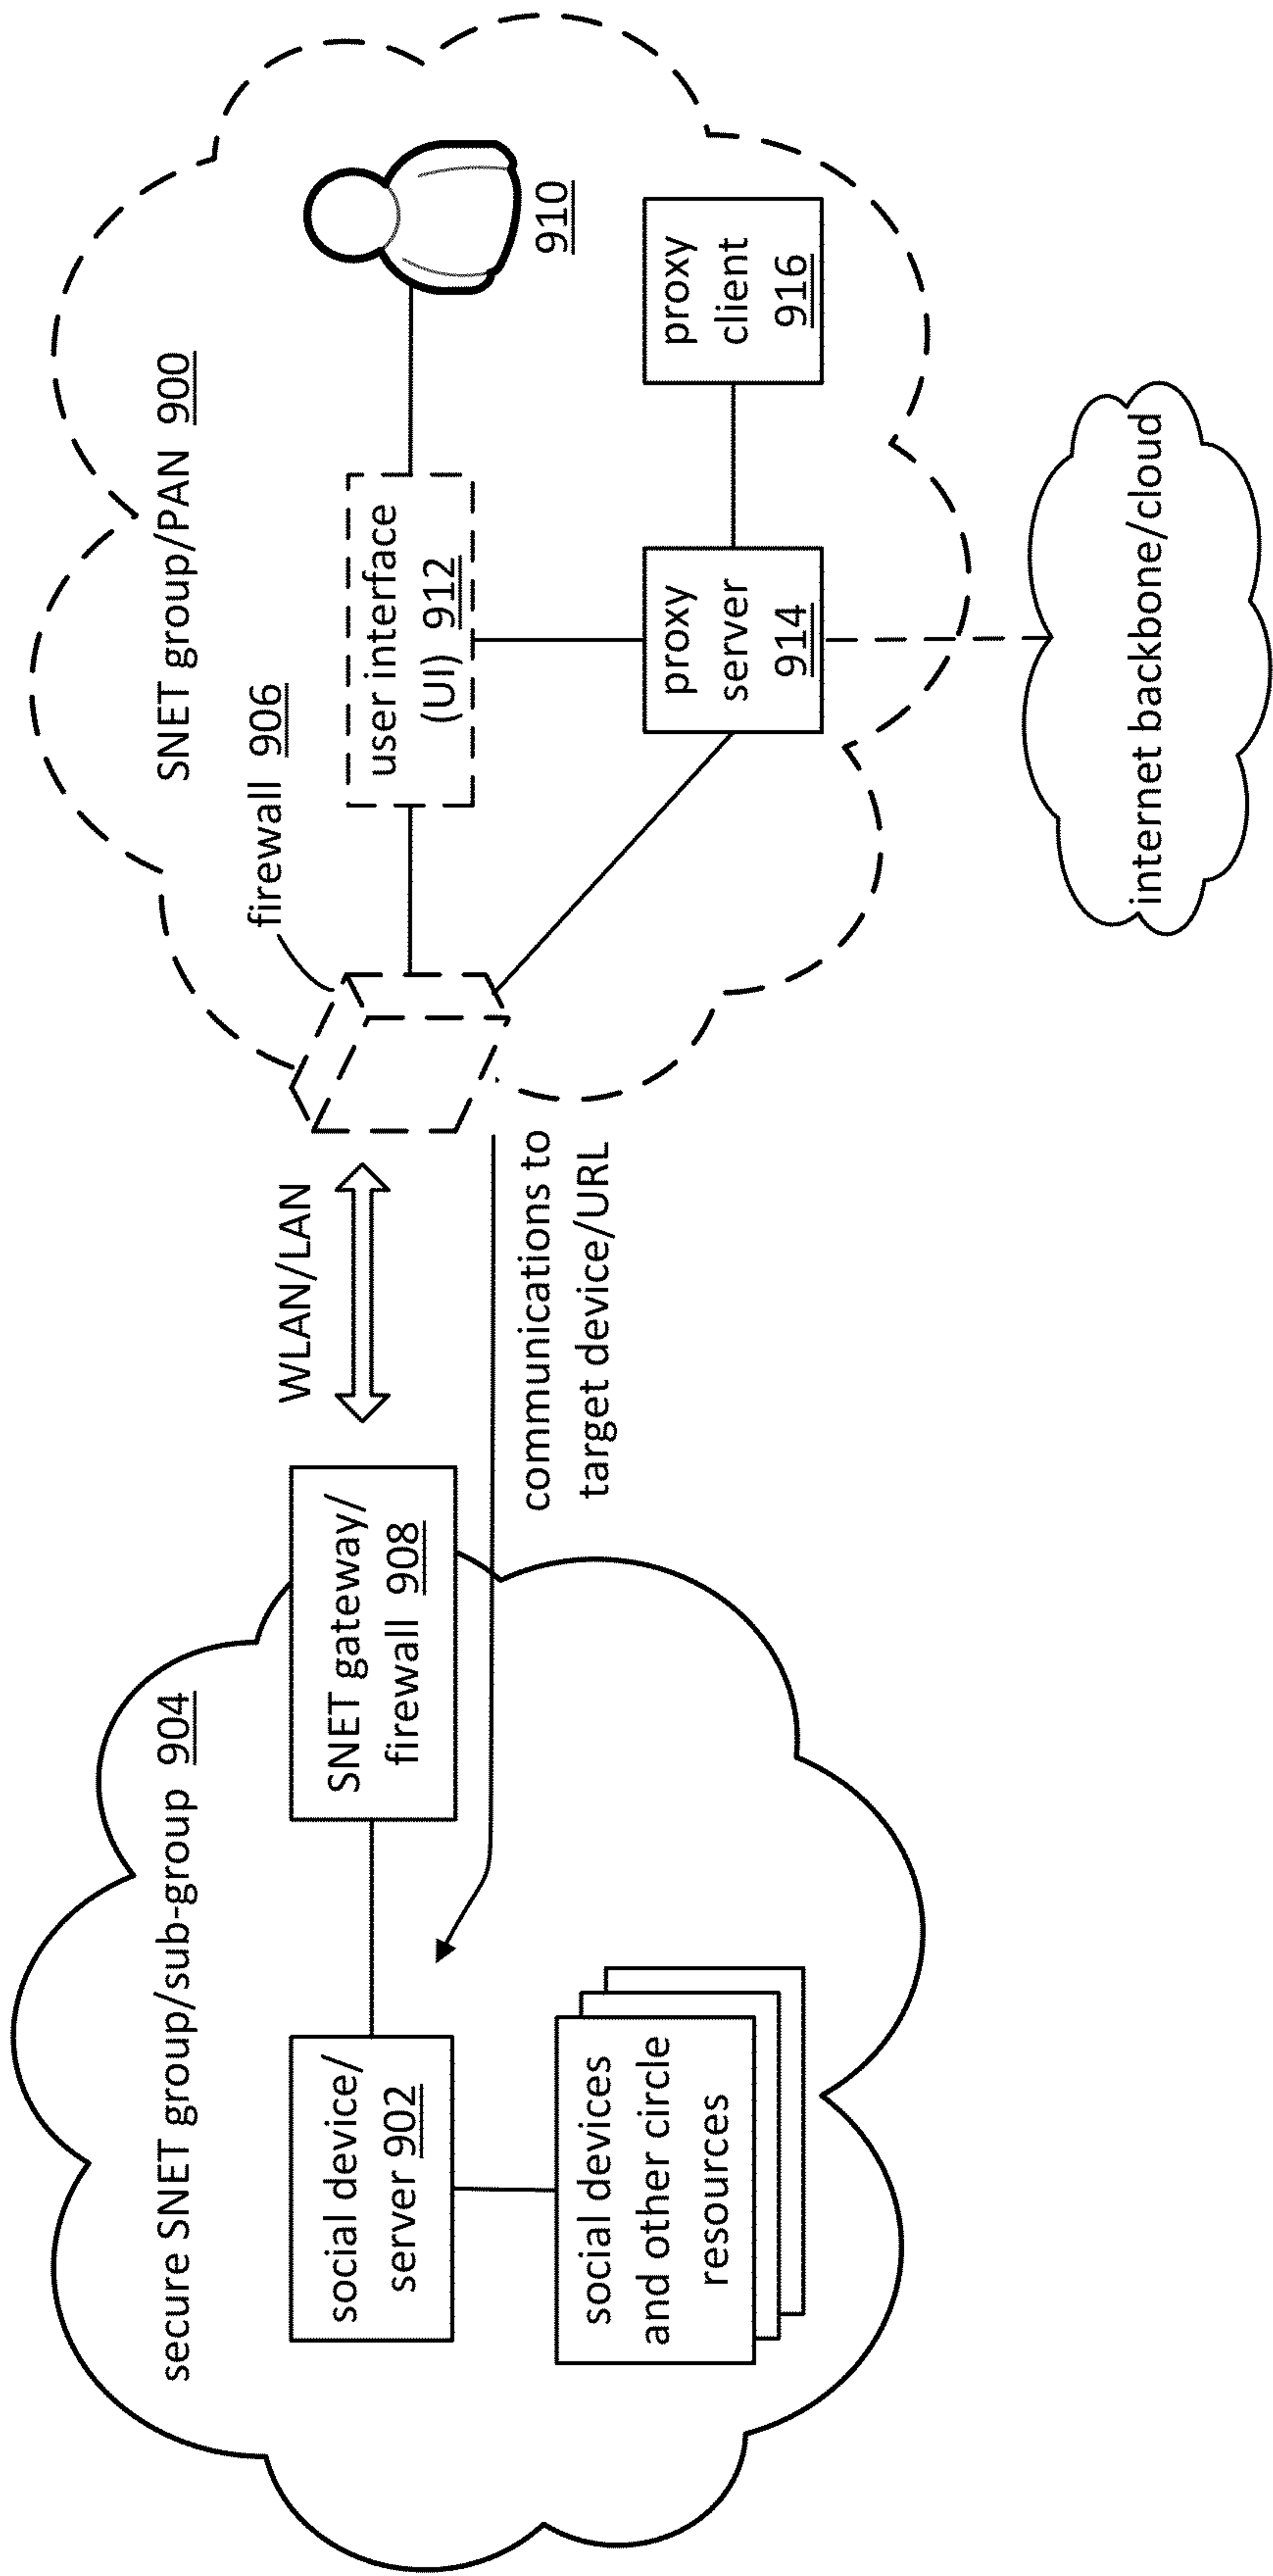 secure SNET group/sub-group 904
social device/
server 902
SNET gateway/
firewall 908
social devices
and other circle
resources
WLAN/LAN
communications to
target device/URL
SNET group/PAN 900
firewall 906
user interface
(UI) 912
910
proxy
server
914
proxy
client
916
internet backbone/cloud